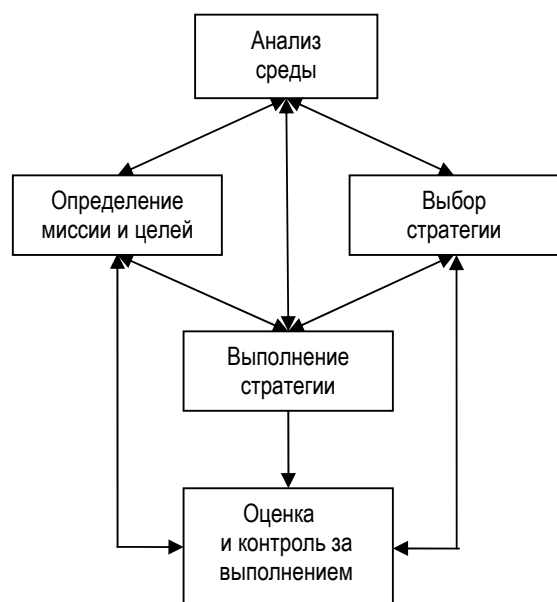 Анализ
среды
Определение
миссии и целей
Выбор
стратегии
Выполнение
стратегии
Оценка
и контроль за
выполнением